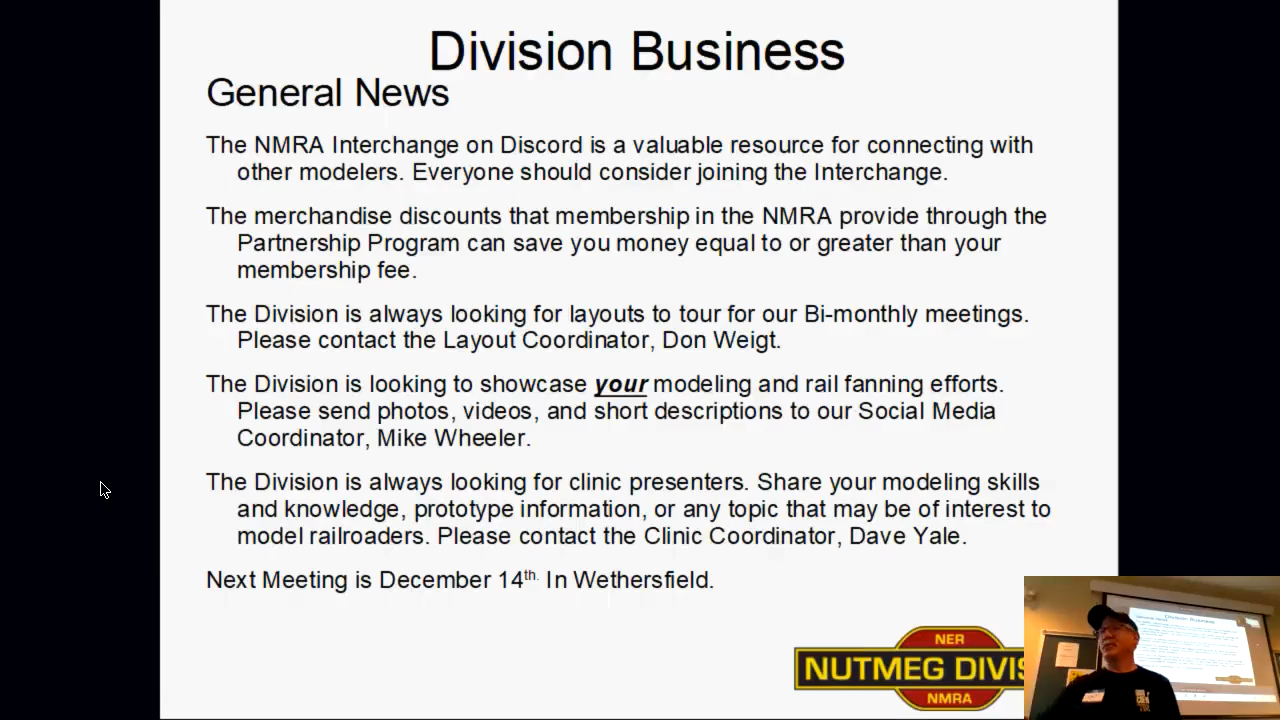 Division Business
General News
The NMRA Interchange on Discord is a valuable resource for connecting with
other modelers. Everyone should consider joining the Interchange.
The merchandise discounts that membership in the NMRA provide through the
Partnership Program can save you money equal to or greater than your
membership fee.
The Division is always looking for layouts to tour for our Bi-monthly meetings.
Please contact the Layout Coordinator, Don Weigt.
The Division is looking to showcase your modeling and rail fanning efforts.
Please send photos, videos, and short descriptions to our Social Media
Coordinator, Mike Wheeler.
The Division is always looking for clinic presenters. Share your modeling skills
and knowledge, prototype information, or any topic that may be of interest to
model railroaders. Please contact the Clinic Coordinator, Dave Yale.
Next Meeting is December 14th. In Wethersfield.
NER
NUTMEG DIVIS
NMRA
Division Business